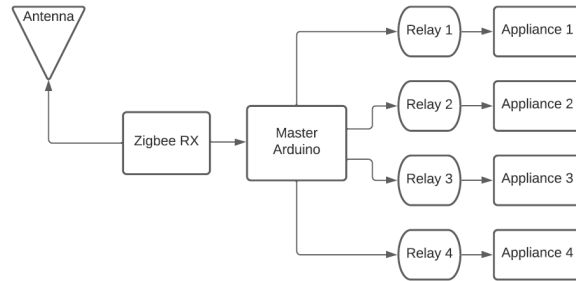 Antenna
Zigbee RX
Master
Arduino
Relay 1
Appliance 1
Relay 2
Appliance 2
Relay 3
Appliance 3
Relay 4
Appliance 4